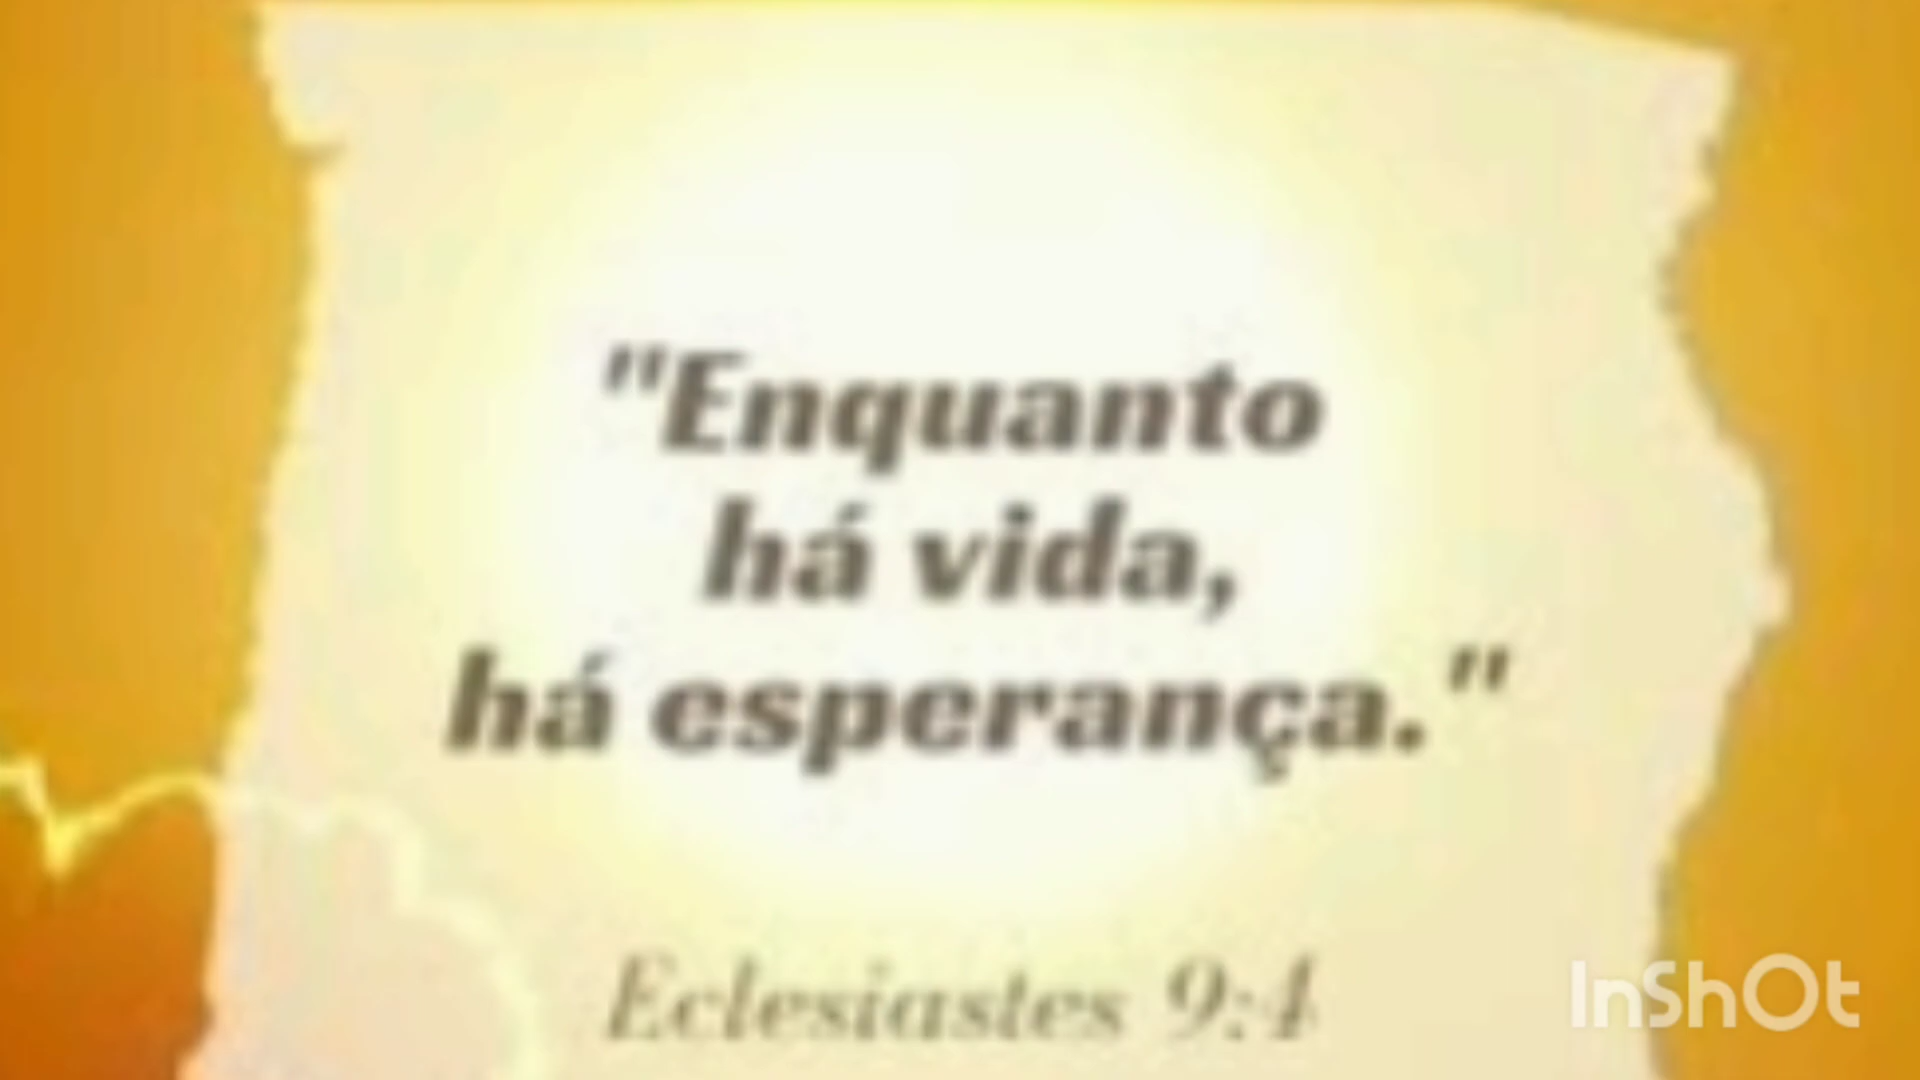 "Enquanto
há vida,
há esperança."
Eclesiastes 9:4
InShOt